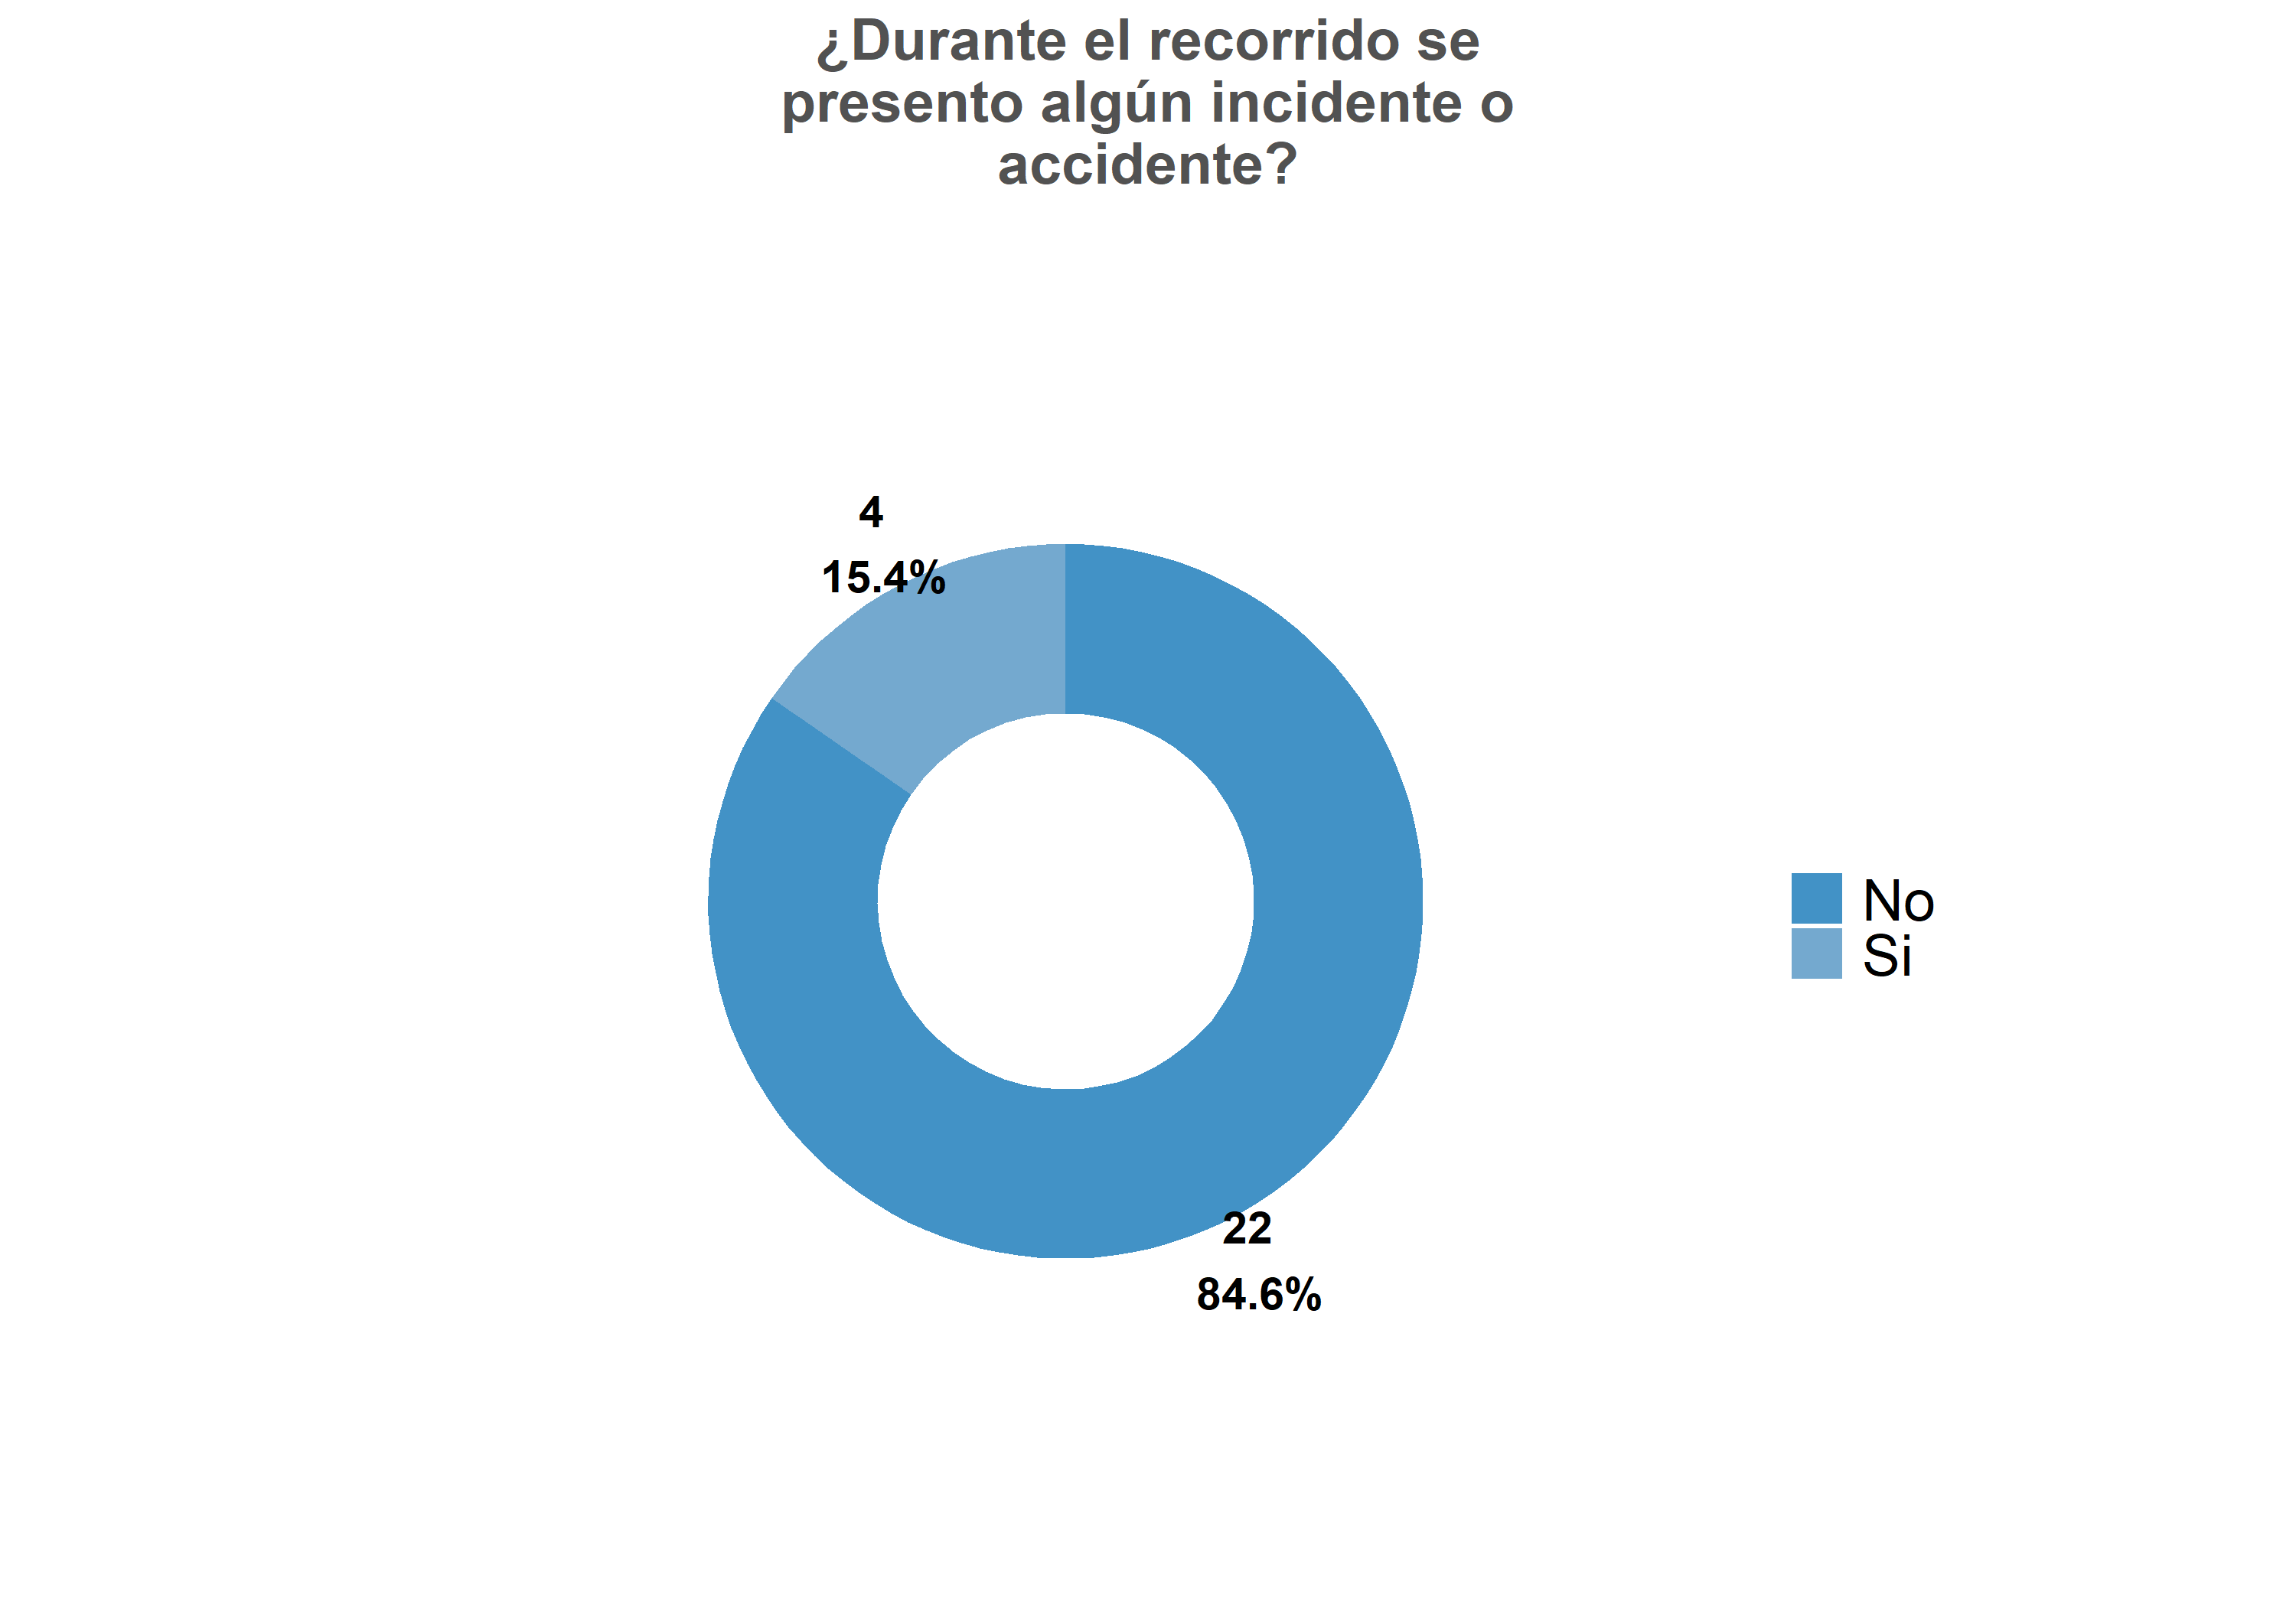 ¿Durante el recorrido se
presento algún incidente o
accidente?
4
15.4%
No
Si
22
84.6%